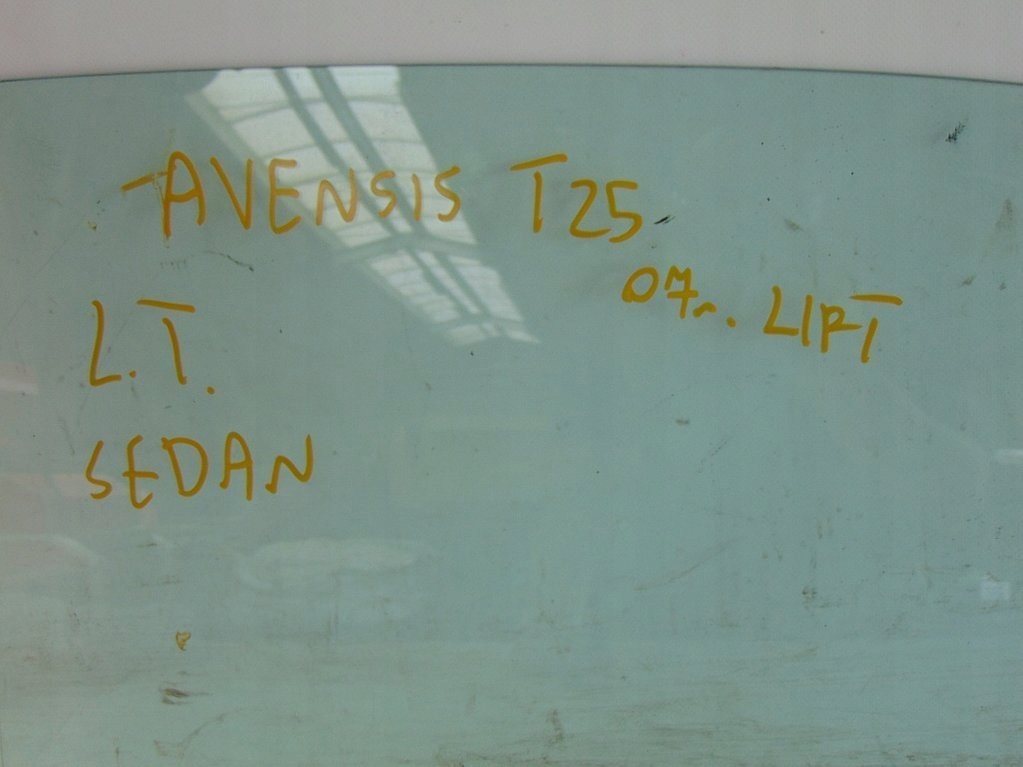 AVENSIS T25
07r. LIFT
L.T.
SEDAN